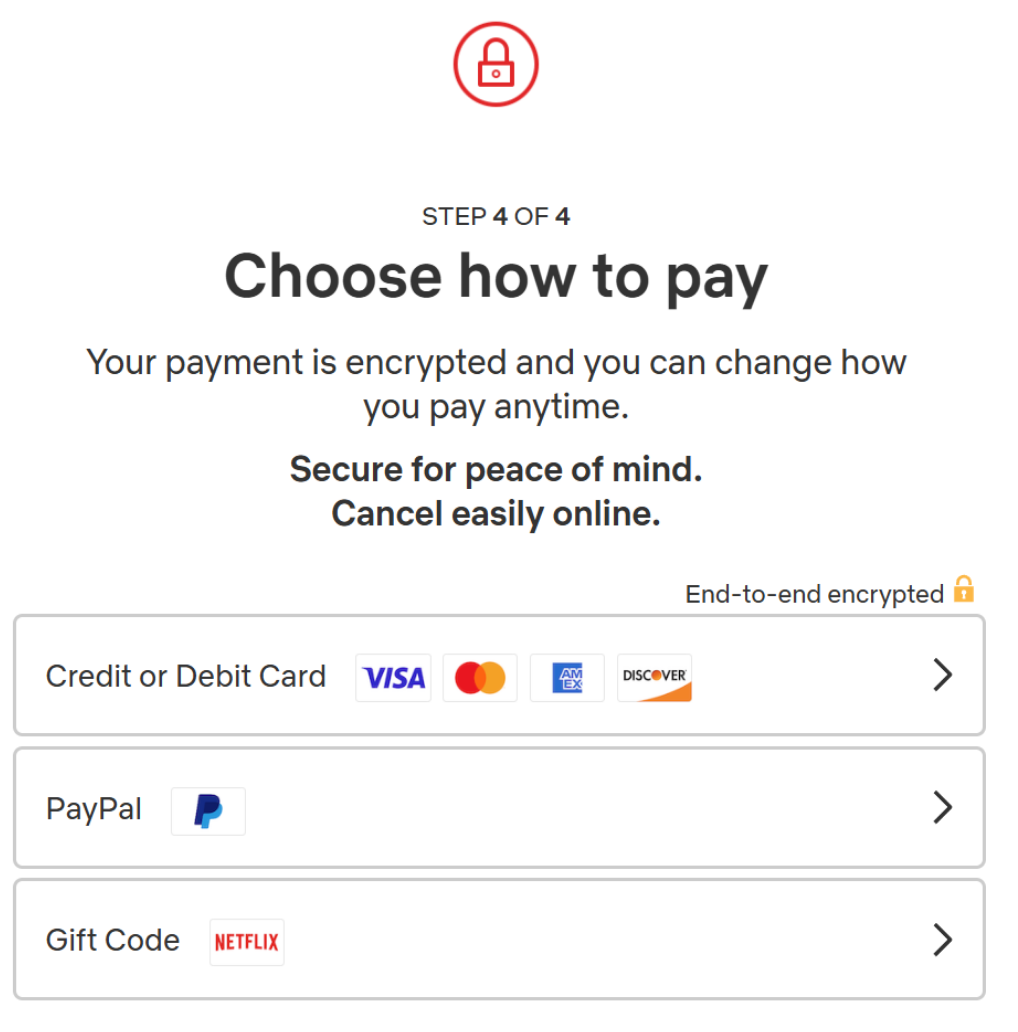 STEP 4 OF 4
Choose how to pay
Your payment is encrypted and you can change how
you pay anytime.
Secure for peace of mind.
Cancel easily online.
End-to-end encrypted
Credit or Debit Card VISA AM EX DISCOVER
PayPal
Gift Code NETFLIX